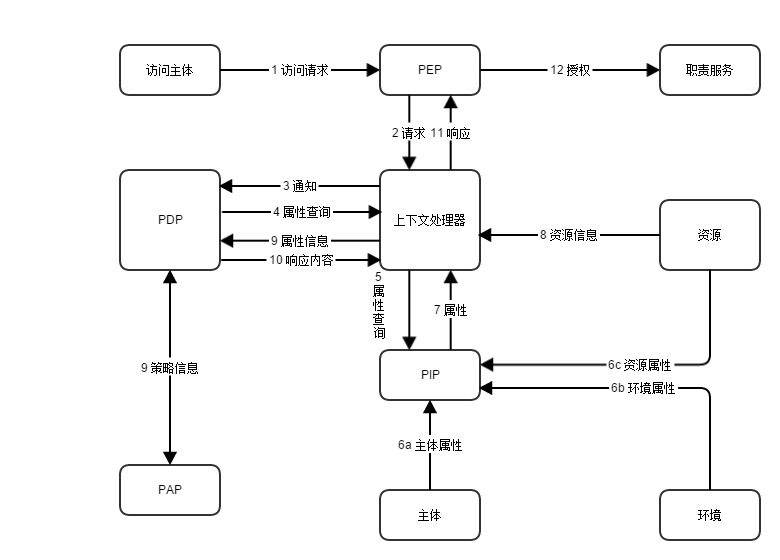 访问主体
1 访问请求
PEP
12 授权
职责服务
2 请求
11 响应
PDP
3 通知
4 属性查询
9 属性信息
10 响应内容
上下文处理器
8 资源信息
资源
5
属
性
查
询
7 属性
9 策略信息
PIP
6c 资源属性
6b 环境属性
6a 主体属性
PAP
主体
环境